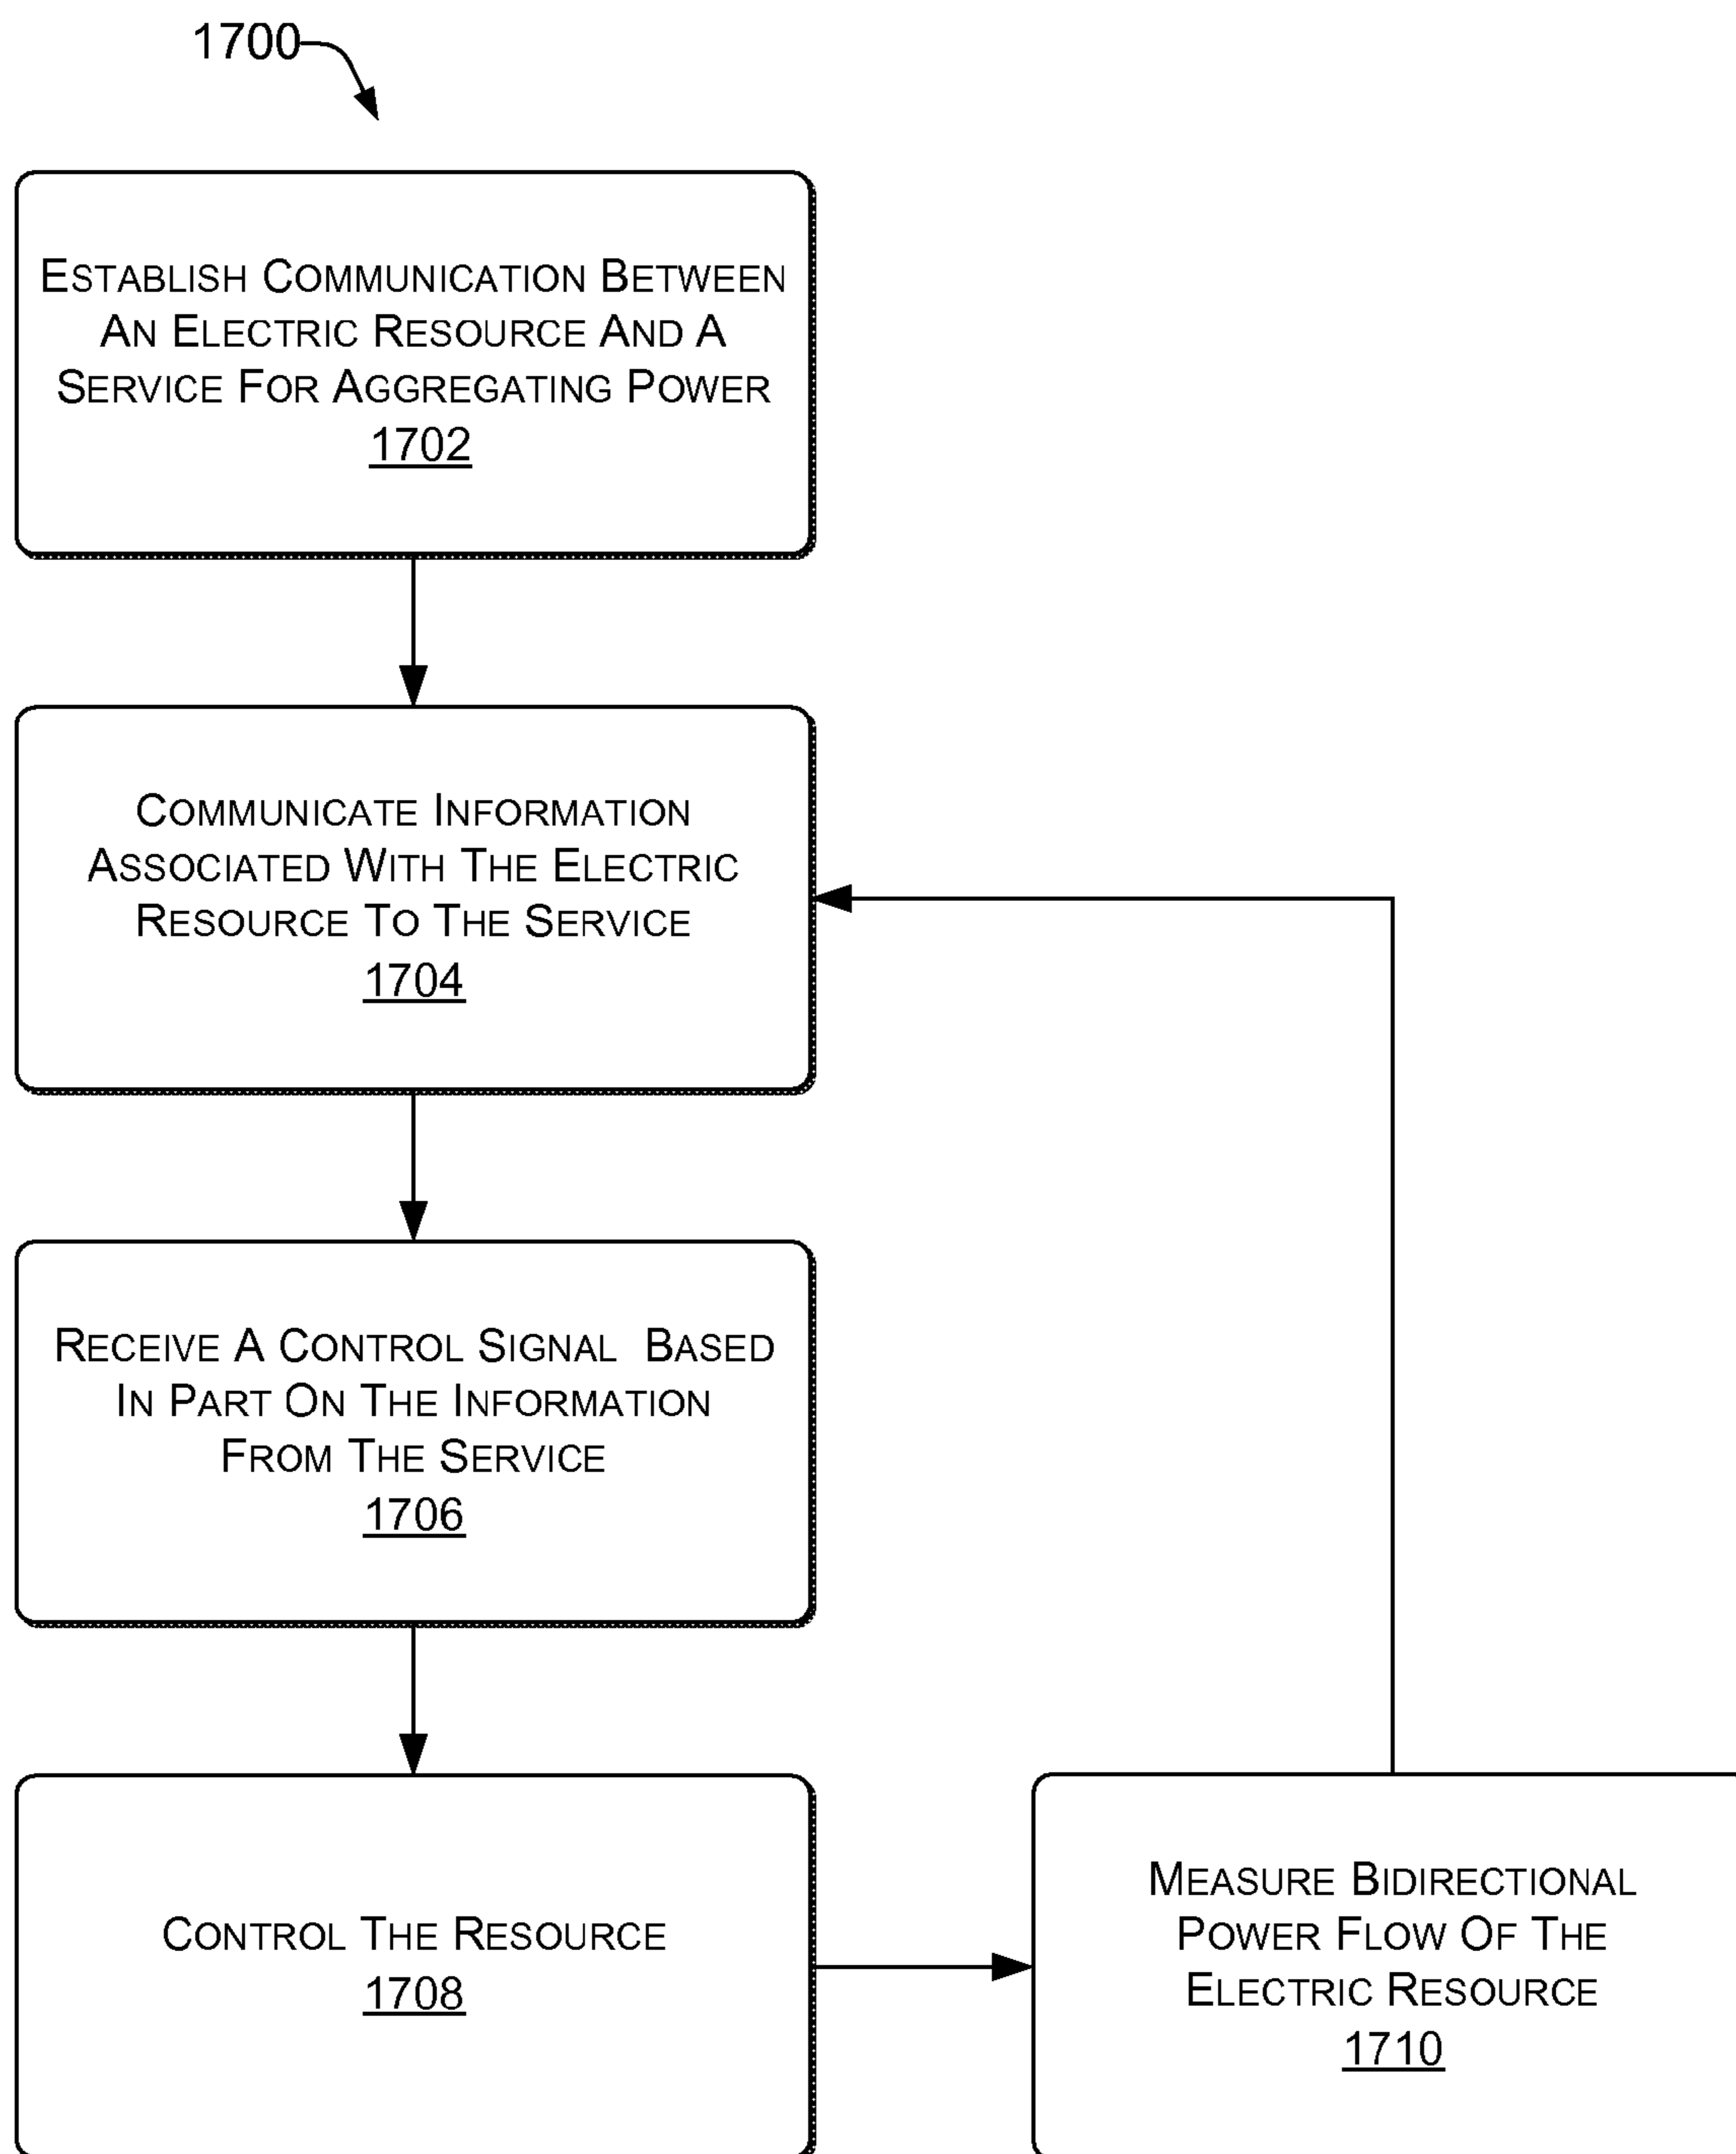 1700
ESTABLISH COMMUNICATION BETWEEN
AN ELECTRIC RESOURCE AND A
SERVICE FOR AGGREGATING POWER
1702
COMMUNICATE INFORMATION
ASSOCIATED WITH THE ELECTRIC
RESOURCE TO THE SERVICE
1704
RECEIVE A CONTROL SIGNAL BASED
IN PART ON THE INFORMATION
FROM THE SERVICE
1706
CONTROL THE RESOURCE
1708
MEASURE BIDIRECTIONAL
POWER FLOW OF THE
ELECTRIC RESOURCE
1710